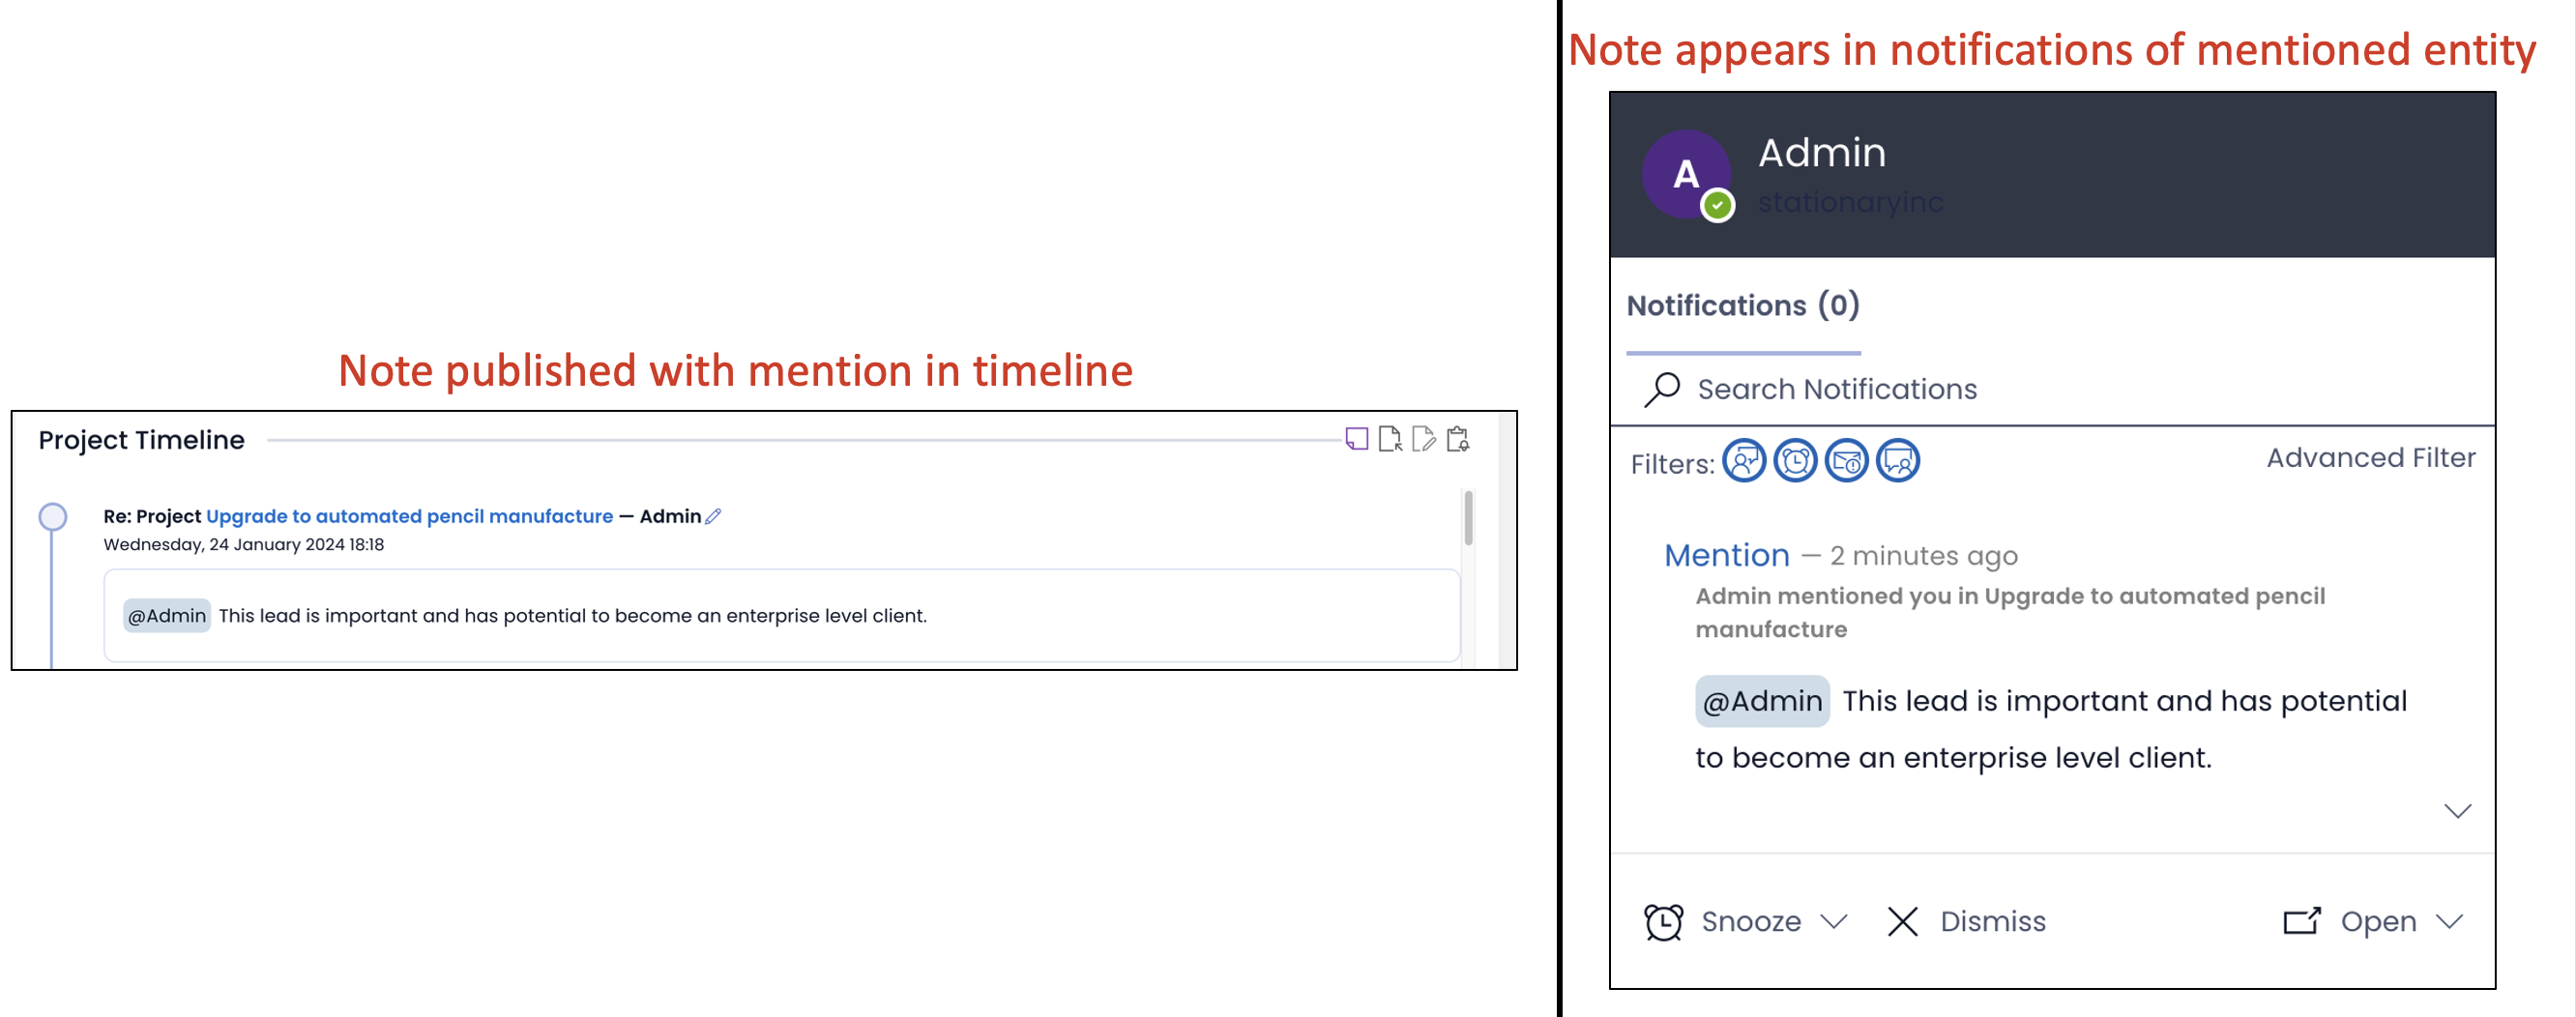 Note published with mention in timeline
Project Timeline
Re: Project Upgrade to automated pencil manufacture — Admin
Wednesday, 24 January 2024 18:18
@Admin This lead is important and has potential to become an enterprise level client.
Note appears in notifications of mentioned entity
A
Admin
stationaryinc
Notifications (0)
Search Notifications
Filters:
Advanced Filter
Mention — 2 minutes ago
Admin mentioned you in Upgrade to automated pencil
manufacture
@Admin This lead is important and has potential
to become an enterprise level client.
Snooze
Dismiss
Open